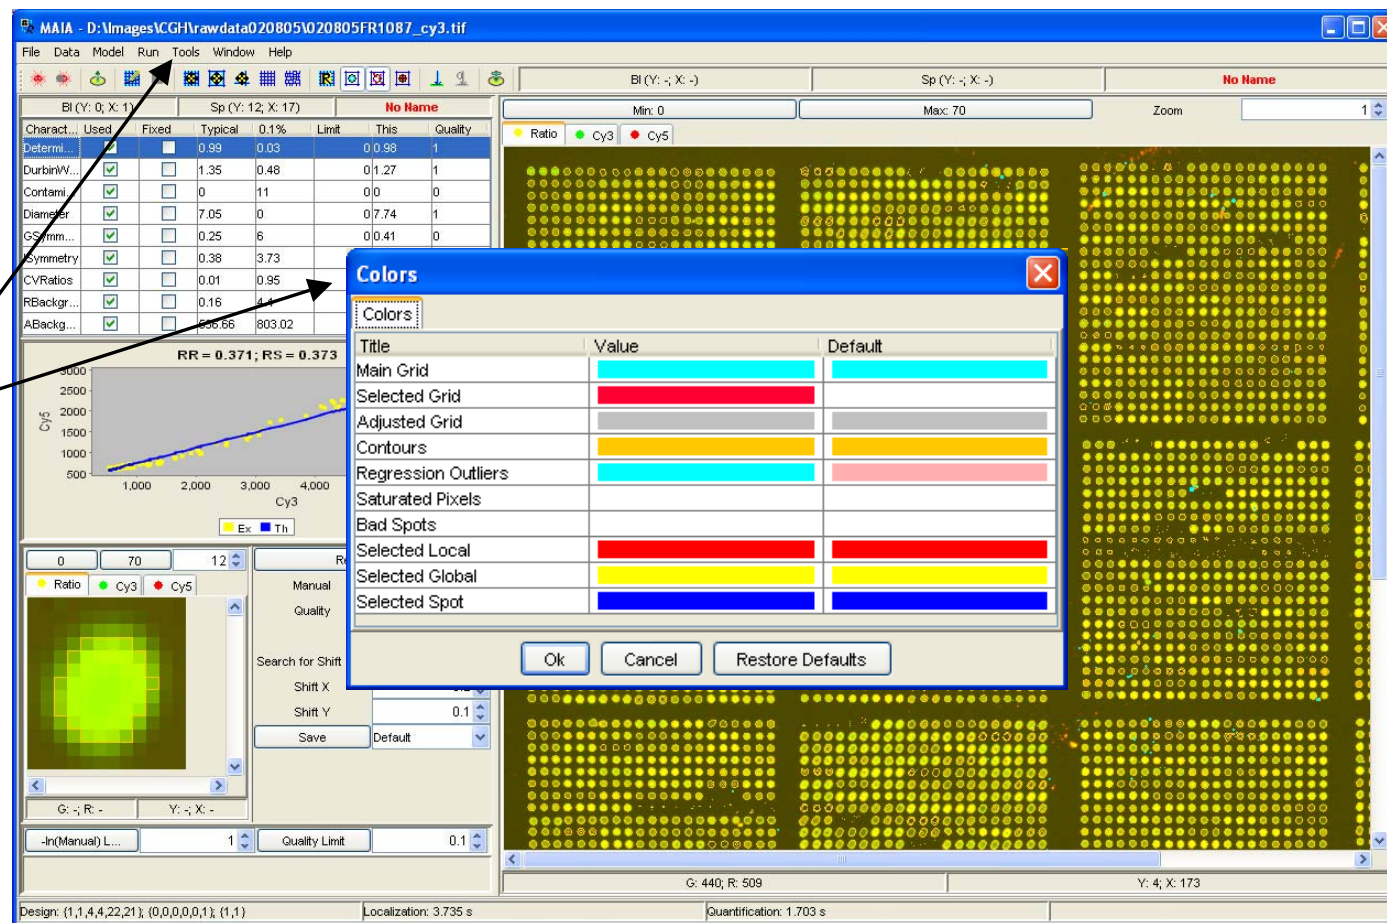 MAIA - D:\Images\CGH\rawdata020805\020805FR1087_cy3.tif
File Data Model Run Tools Window Help
Bl (Y: -; X: -) Sp (Y: -; X: -) No Name
Bl (Y: 0; X: 1) Sp (Y: 12; X: 17) No Name
Min: 0 Max: 70 Zoom 1
Ratio Cy3 Cy5
Charact... Used Fixed Typical 0.1% Limit This Quality
Determi... 0.99 0.03 0 0.98 1
DurbinW... 1.35 0.48 0 1.27 1
Contami... 0 11 0 0 0
Diameter 7.05 0 0 7.74 1
GSymm... 0.25 6 0 0.41 0
ISymmetry 0.38 3.73
CVRatios 0.01 0.95
RBackgr... 0.16
ABackg... 803.02
RR = 0.371; RS = 0.373
3000
2500
2000
1500
1000
500
Cy5
1,000 2,000 3,000 4,000
Cy3
Ex Th
Colors
Colors
Title Value Default
Main Grid
Selected Grid
Adjusted Grid
Contours
Regression Outliers
Saturated Pixels
Bad Spots
Selected Local
Selected Global
Selected Spot
Ok Cancel Restore Defaults
0 70 12
Ratio Cy3 Cy5
Manual
Quality
Search for Shift
Shift X
Shift Y 0.1
Save Default
G: -; R: - Y: -; X: -
-ln(Manual) L... 1 Quality Limit 0.1
G: 440; R: 509 Y: 4; X: 173
Design: {1,1,4,4,22,21}; {0,0,0,0,0,1}; {1,1} Localization: 3.735 s Quantification: 1.703 s